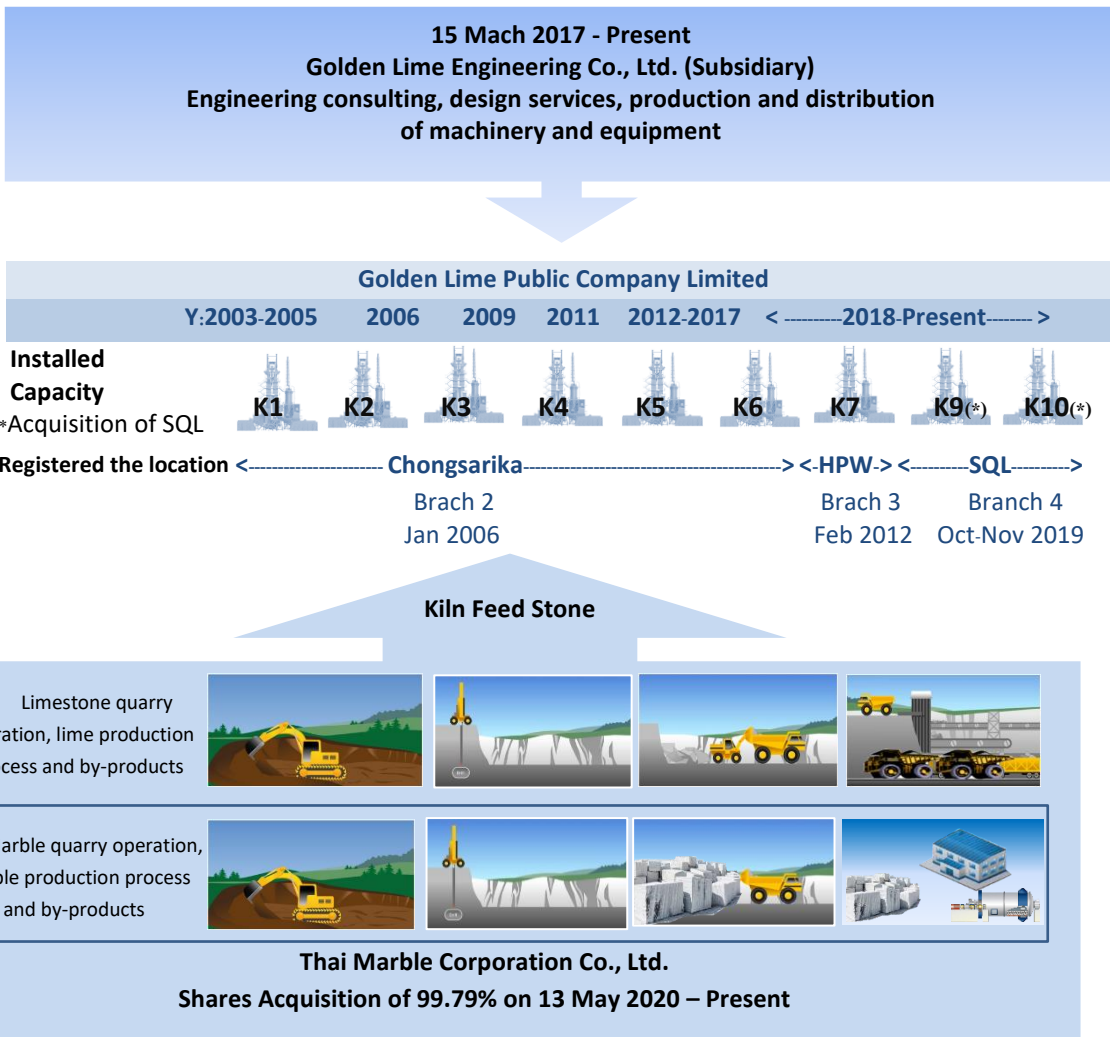 15 Mach 2017 - Present
Golden Lime Engineering Co., Ltd. (Subsidiary)
Engineering consulting, design services, production and distribution
of machinery and equipment
Golden Lime Public Company Limited
Y:2003-2005 2006 2009 2011 2012-2017 < ----------2018-Present-------- >
Installed
Capacity
*Acquisition of SQL
K1 K2 K3 K4 K5 K6 K7 K9(*) K10(*)
Registered the location <----------------------- Chongsarika----------------------------------------> <-HPW-> <----------SQL---------->
Brach 2 Brach 3 Branch 4
Jan 2006 Feb 2012 Oct-Nov 2019
Kiln Feed Stone
Limestone quarry
ration, lime production
ocess and by-products
arble quarry operation,
ble production process
and by-products
Thai Marble Corporation Co., Ltd.
Shares Acquisition of 99.79% on 13 May 2020 – Present